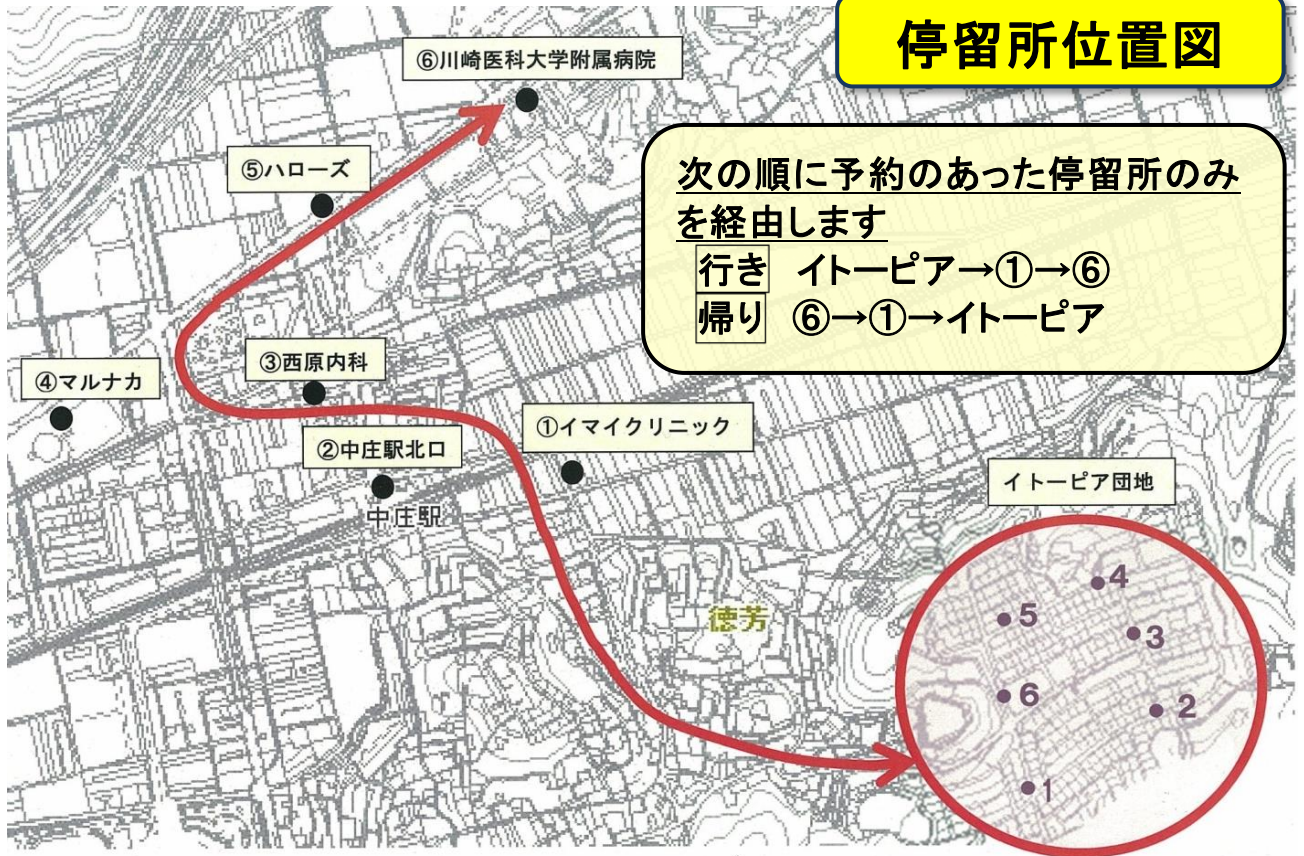 停留所位置図
⑥川崎医科大学附属病院
次の順に予約のあった停留所のみ
を経由します
行き イトーピア→①→⑥
帰り ⑥→①→イトーピア
⑤ハローズ
③西原内科
④マルナカ
①イマイクリニック
②中庄駅北口
中庄駅
イトーピア団地
徳芳
4
5
3
6
2
1